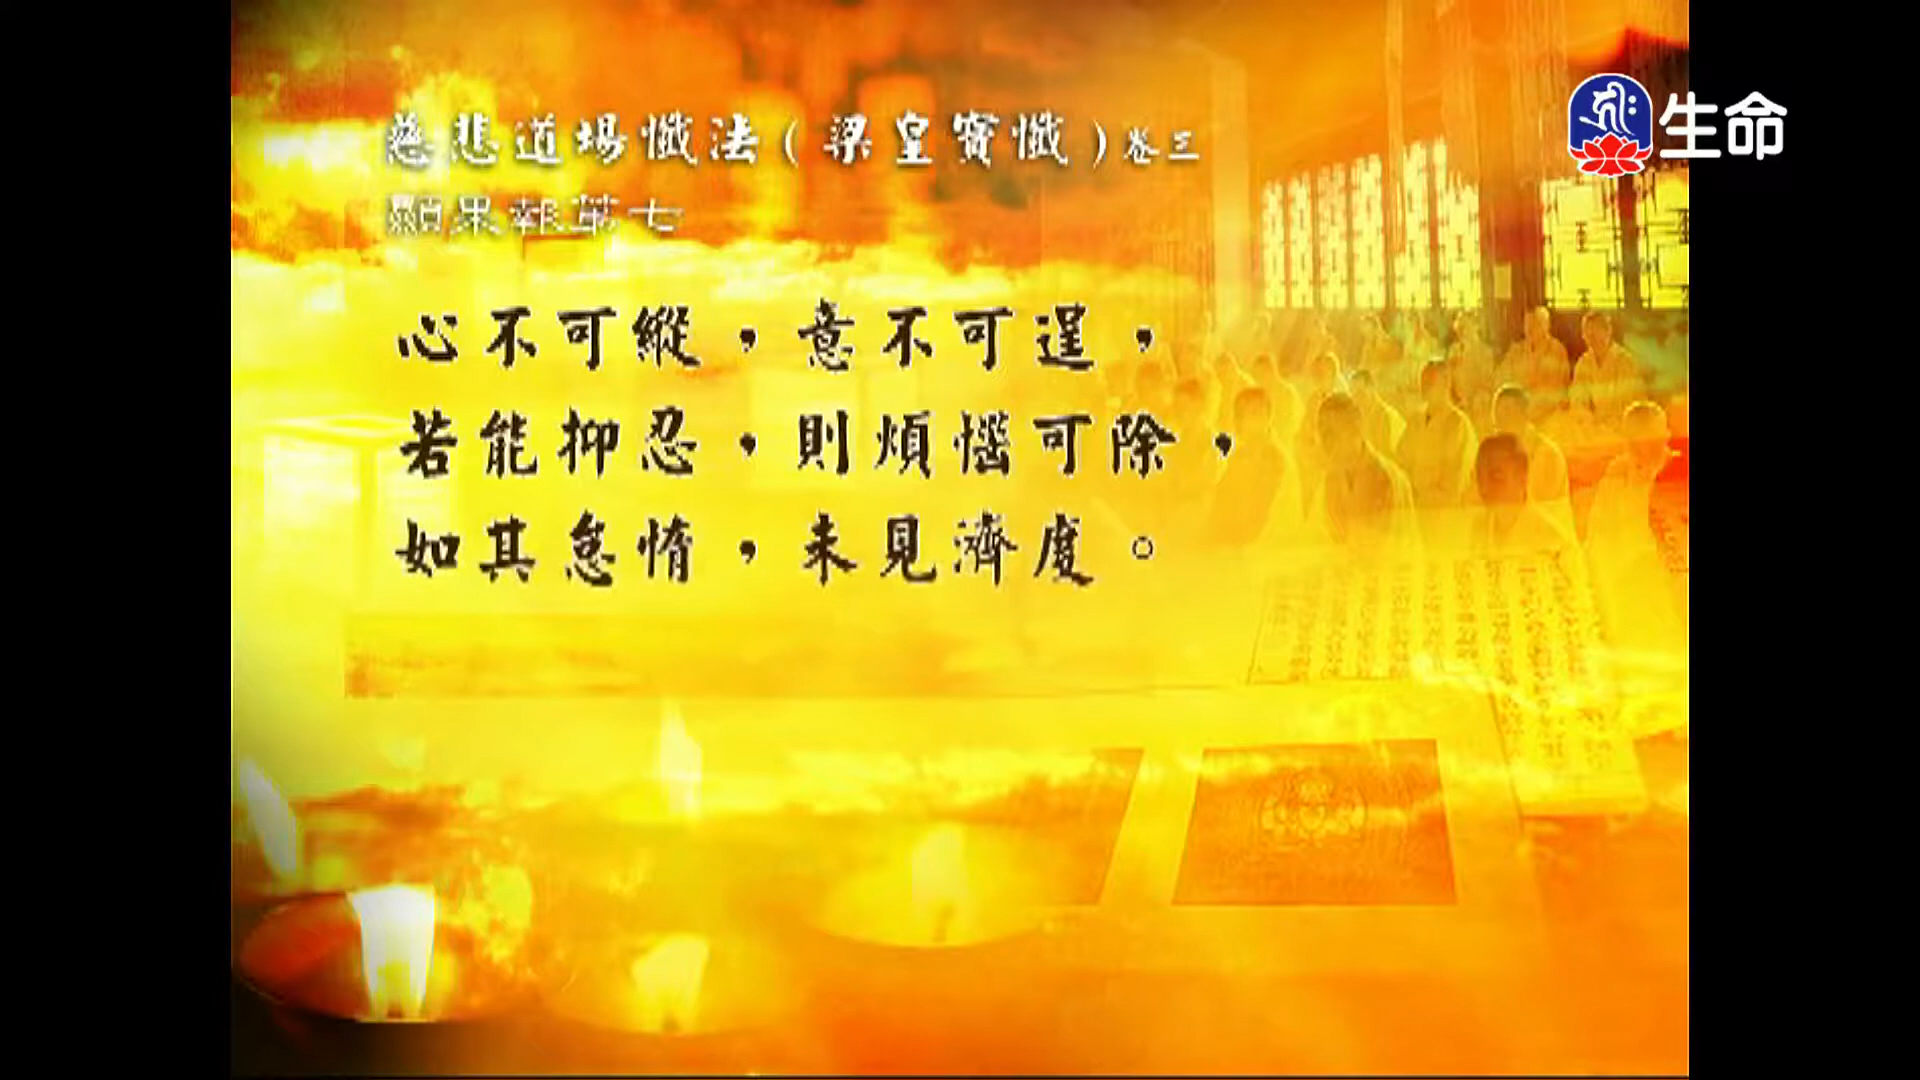 慈悲道場懺法(梁皇寶懺)卷三
顯果報第七
生命
心不可縱，意不可逞，
若能抑忍，則煩惱可除，
如其怠惰，未見濟度。